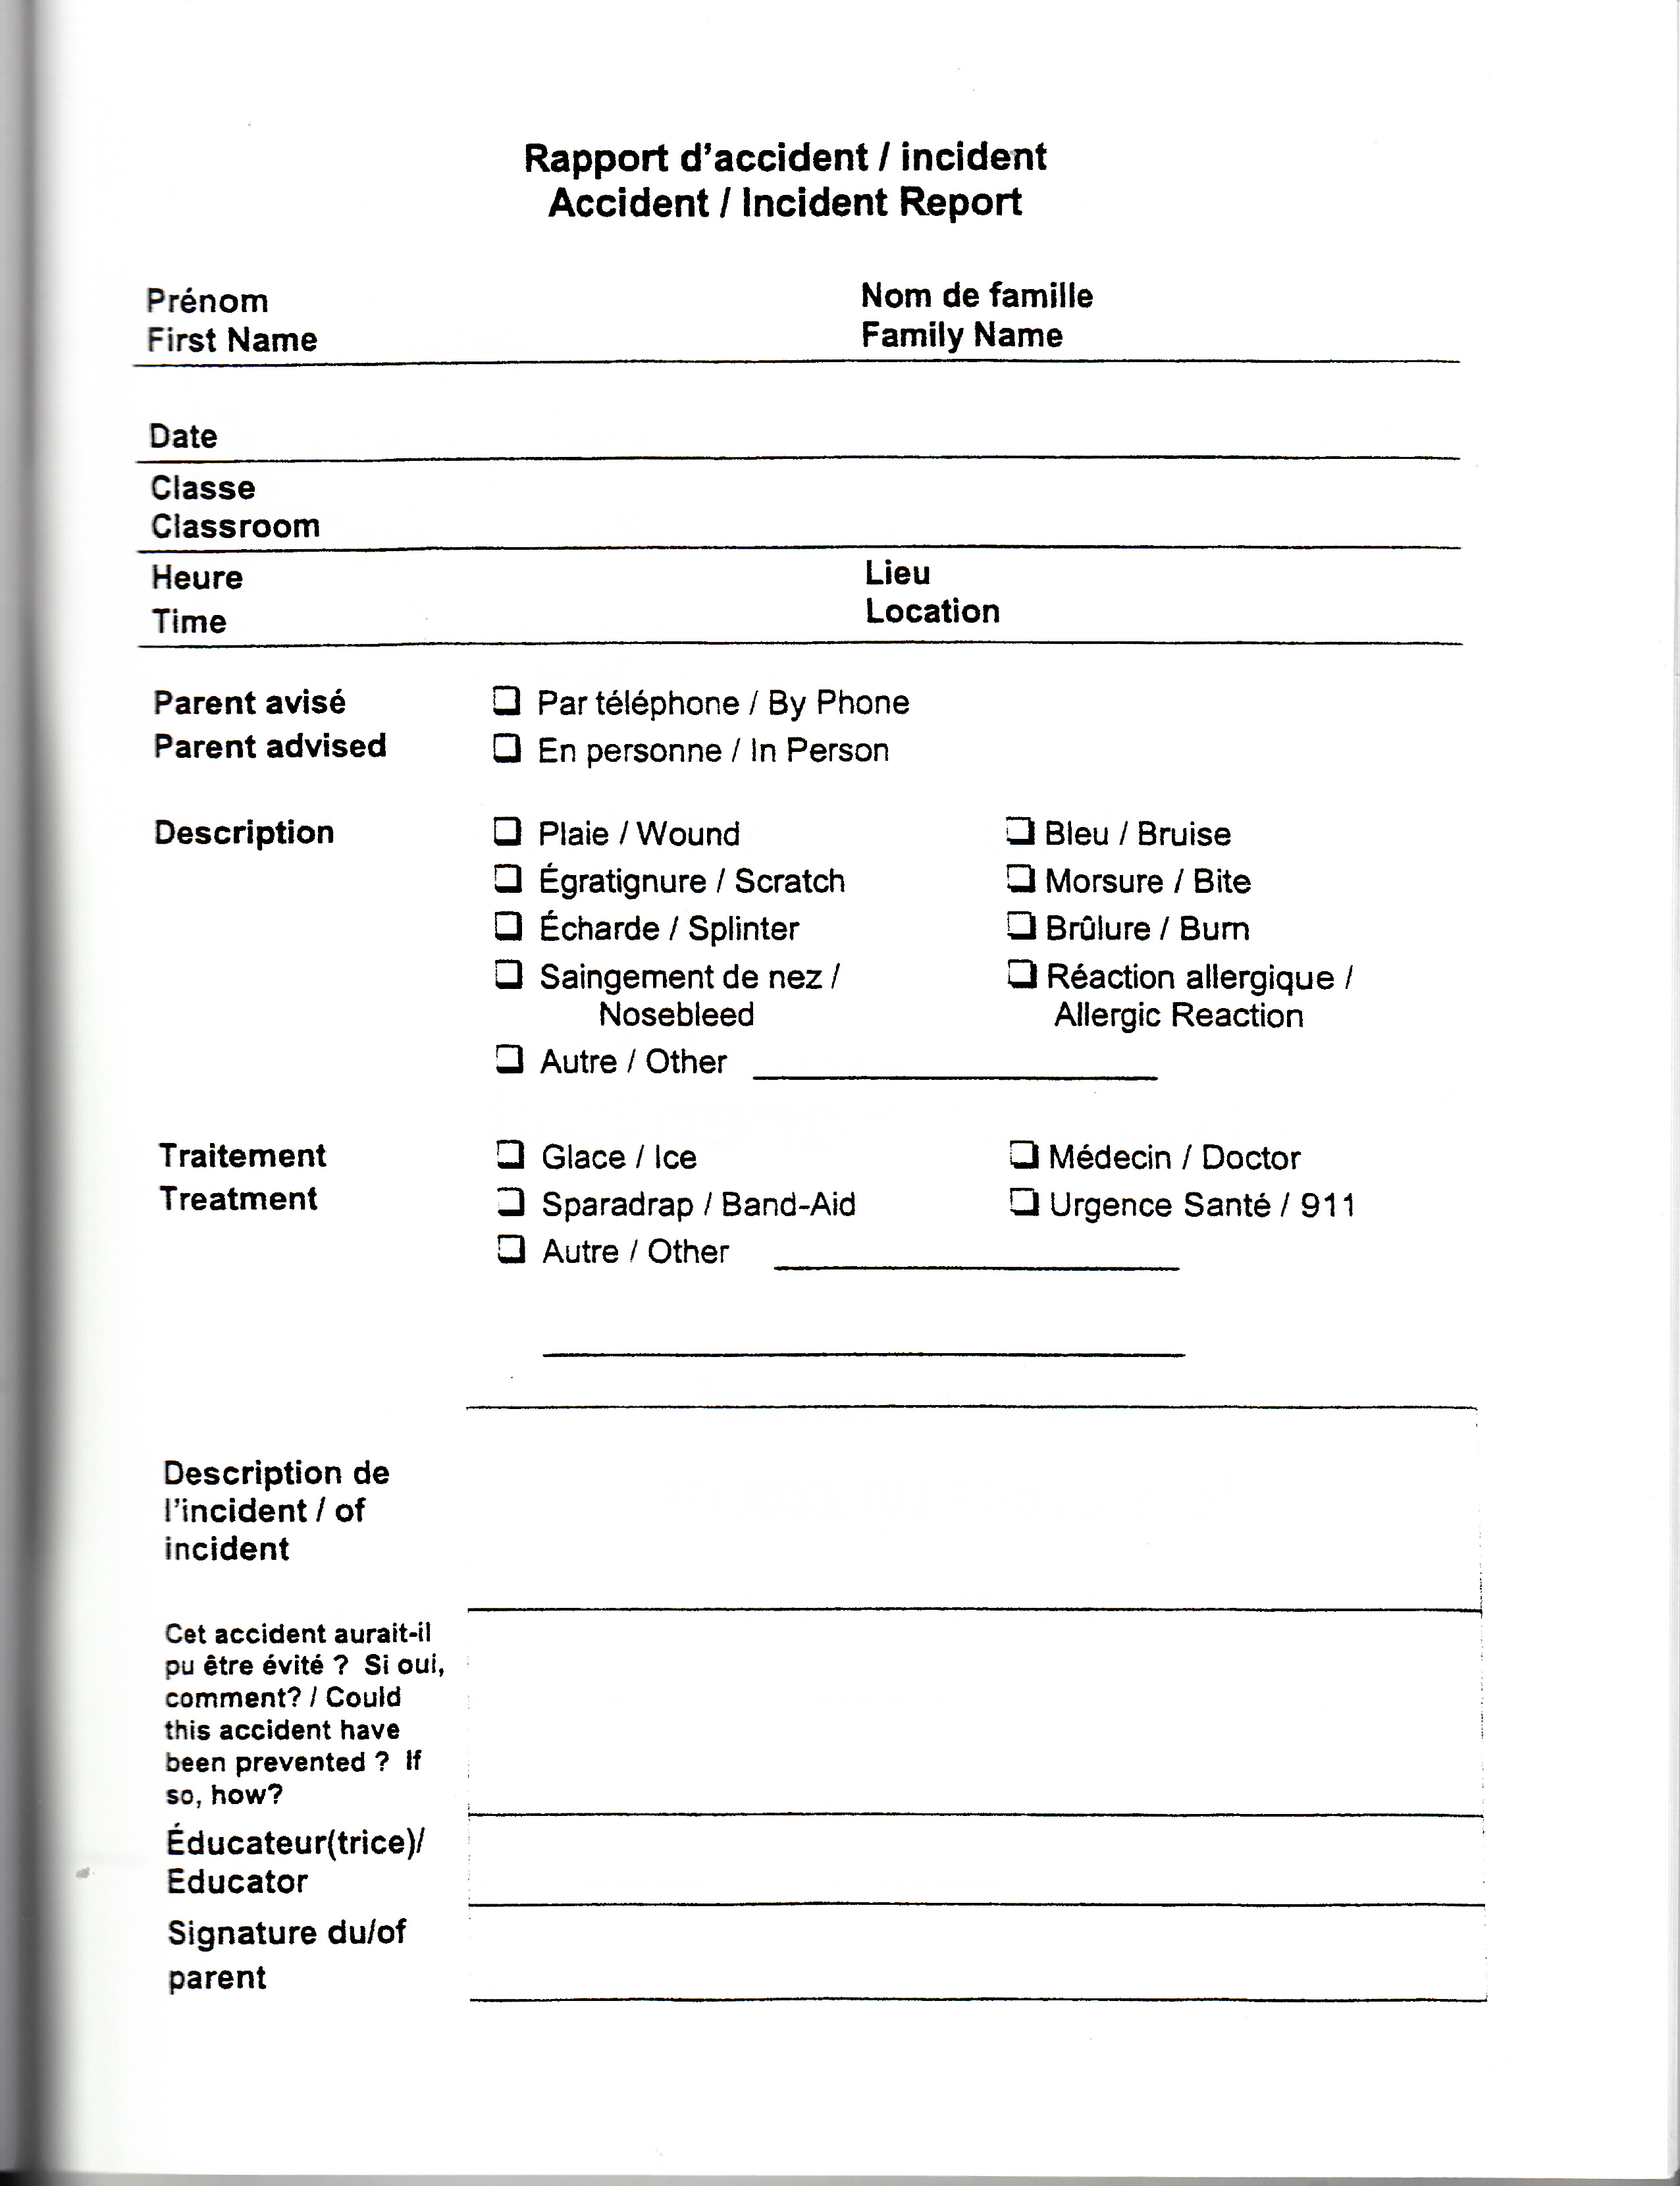 Rapport d'accident / incident
Accident / Incident Report
Prénom
First Name
Nom de famille
Family Name
Date
Classe
Classroom
Heure
Time
Lieu
Location
Parent avisé
Parent advised
❑ Par téléphone / By Phone
❑ En personne / In Person
Description
❑ Plaie / Wound
❑ Bleu / Bruise
❑ Égratignure / Scratch
❑ Morsure / Bite
❑ Écharde / Splinter
❑ Brûlure / Burn
❑ Saingement de nez /
Nosebleed
❑ Réaction allergique /
Allergic Reaction
❑ Autre / Other
Traitement
Treatment
❑ Glace / Ice
❑ Médecin / Doctor
❑ Sparadrap / Band-Aid
❑ Urgence Santé / 911
❑ Autre / Other
Description de
l'incident / of
incident
Cet accident aurait-il
pu être évité ? Si oui,
comment? / Could
this accident have
been prevented ? If
so, how?
Éducateur(trice)/
Educator
Signature du/of
parent